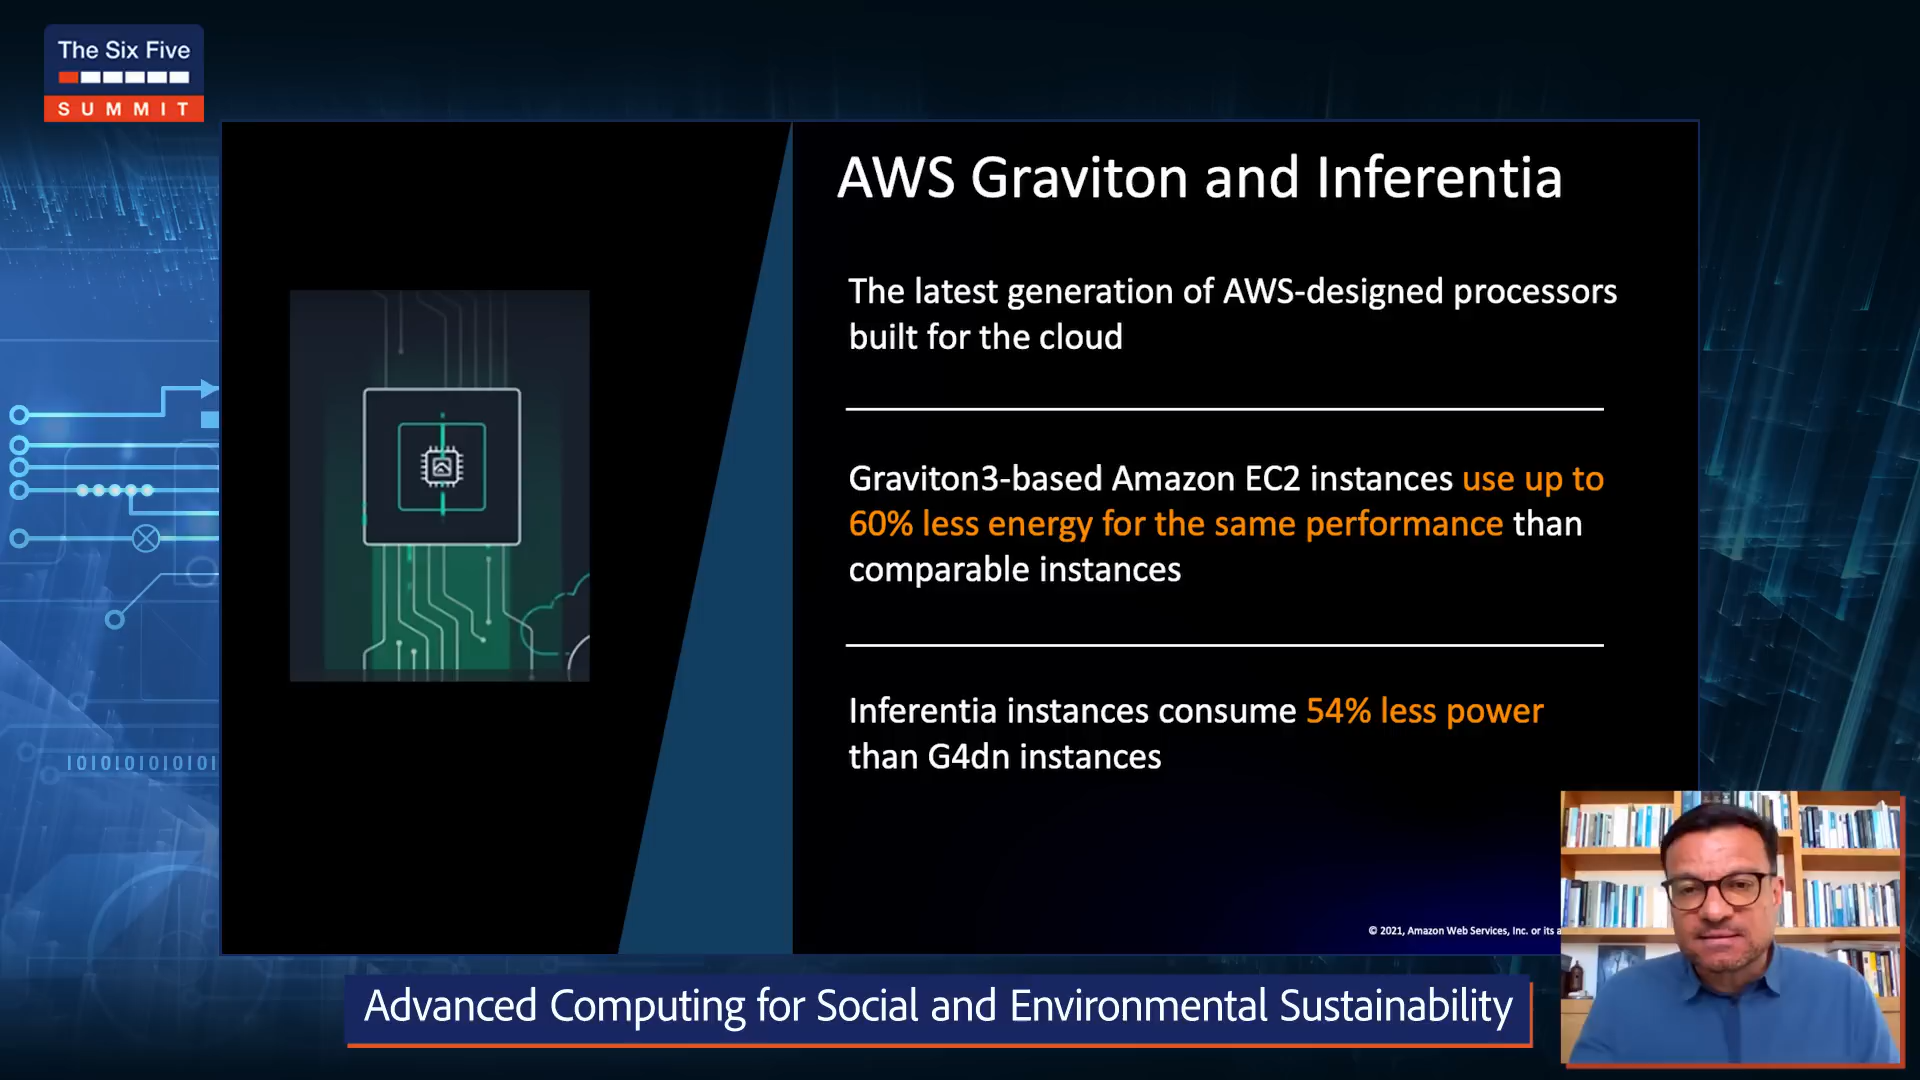 The Six Five
SUMMIT
AWS Graviton and Inferentia
The latest generation of AWS-designed processors
built for the cloud
Graviton3-based Amazon EC2 instances use up to
60% less energy for the same performance than
comparable instances
Inferentia instances consume 54% less power
than G4dn instances
© 2021, Amazon Web Services, Inc. or its
101010101010101
Advanced Computing for Social and Environmental Sustainability